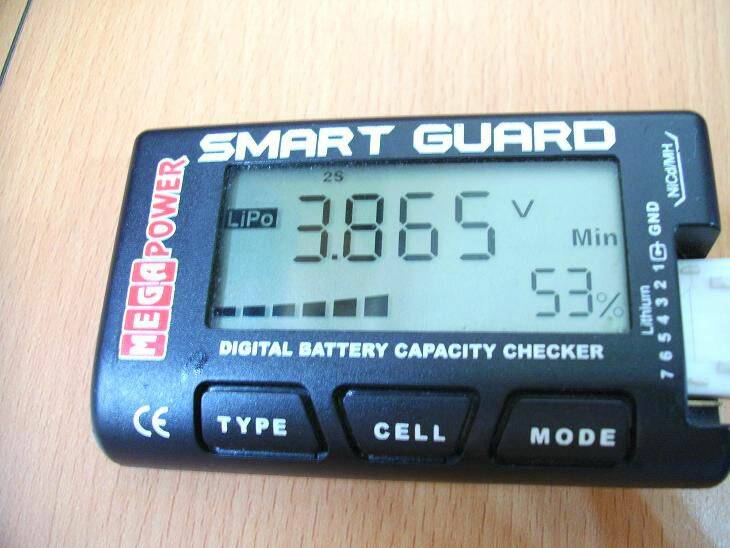 SMART GUARD
MEGAPOWER
2S
LiPo
3.865 V
Min
53%
NiCd/MH
Lithium
7 6 5 4 3 2 1 C- GND
DIGITAL BATTERY CAPACITY CHECKER
CE
TYPE
CELL
MODE